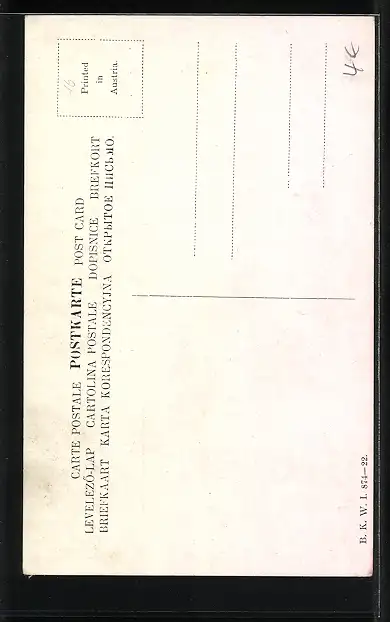 CARTE POSTALE POSTKARTE POST CARD
LEVELEZŐ-LAP CARTOLINA POSTALE DOPISNICE BREFKORT
BRIEFKAART KARTA KORESPONDENCYJNA ОТКРЫТОЕ ПИСЬМО.
16
Printed
in
Austria.
4€
B. K. W. I. 874—22.